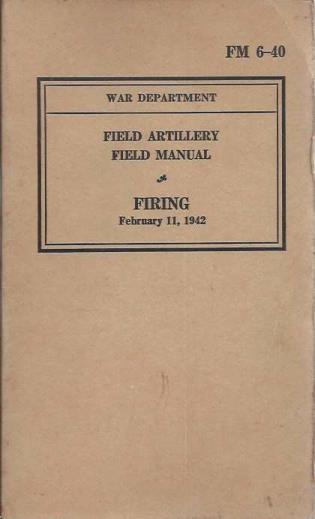 FM 6–40
WAR DEPARTMENT
FIELD ARTILLERY
FIELD MANUAL
FIRING
February 11, 1942